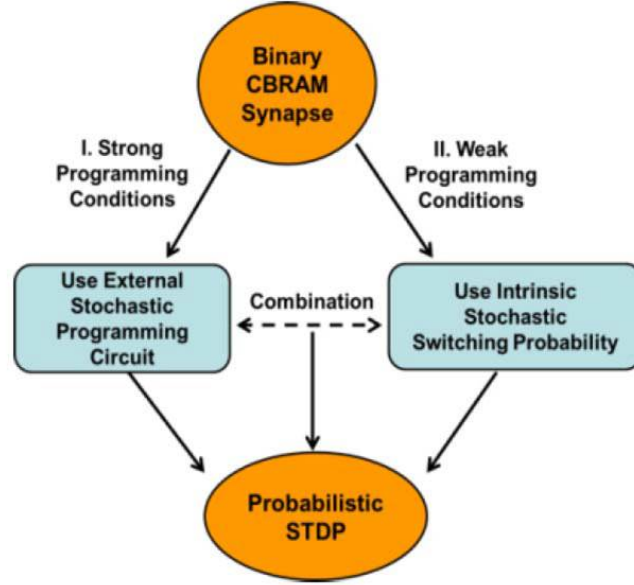 Binary
CBRAM
Synapse
I. Strong
Programming
Conditions
II. Weak
Programming
Conditions
Use External
Stochastic
Programming
Circuit
Combination
Use Intrinsic
Stochastic
Switching Probability
Probabilistic
STDP